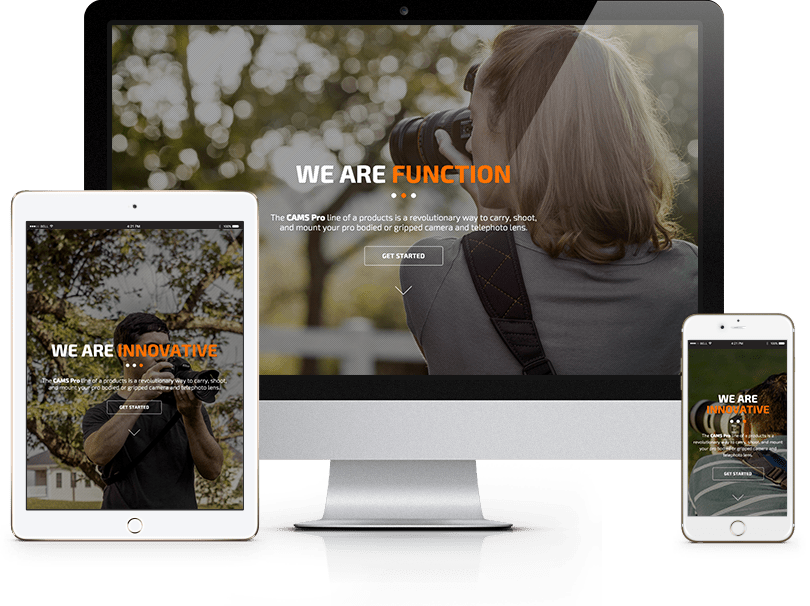 WE ARE FUNCTION
The CAMS Pro line of a products is a revolutionary way to carry, shoot,
and mount your pro bodied or gripped camera and telephoto lens.
GET STARTED
BELL 4:21 PM 100%
WE ARE INNOVATIVE
The CAMS Pro line of a products is a revolutionary way to carry, shoot,
and mount your pro bodied or gripped camera and telephoto lens.
GET STARTED
BELL 4:21 PM 100%
WE ARE
INNOVATIVE
The CAMS Pro line of a products is a
revolutionary way to carry, shoot, and mount
your pro bodied or gripped camera and
telephoto lens.
GET STARTED